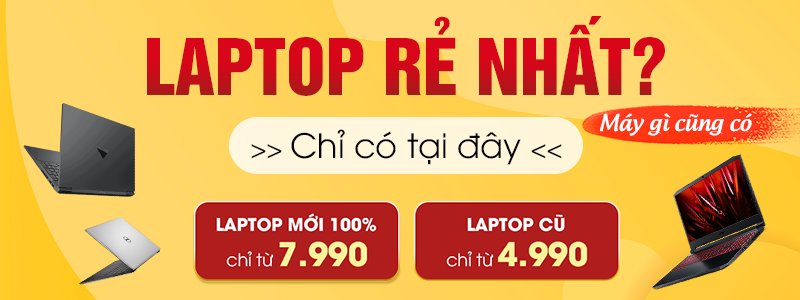 LAPTOP RẺ NHẤT?
Máy gì cũng có
>> Chỉ có tại đây <<
LAPTOP MỚI 100%
chỉ từ 7.990
LAPTOP CŨ
chỉ từ 4.990